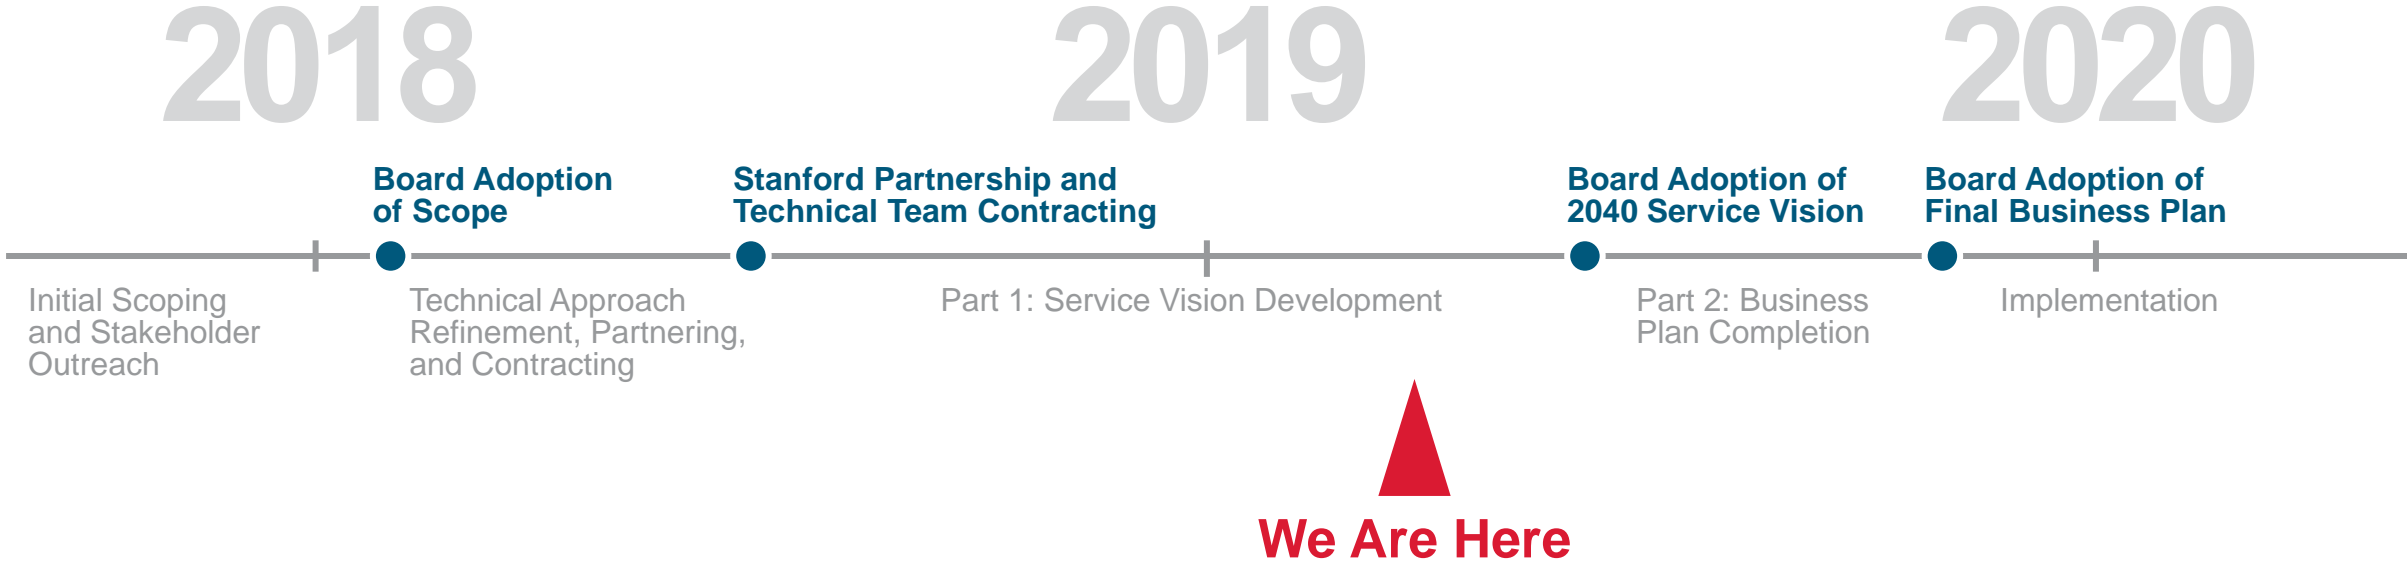 2018
2019
2020
Board Adoption
of Scope
Stanford Partnership and
Technical Team Contracting
Board Adoption of
2040 Service Vision
Board Adoption of
Final Business Plan
Initial Scoping
and Stakeholder
Outreach
Technical Approach
Refinement, Partnering,
and Contracting
Part 1: Service Vision Development
Part 2: Business
Plan Completion
Implementation
We Are Here